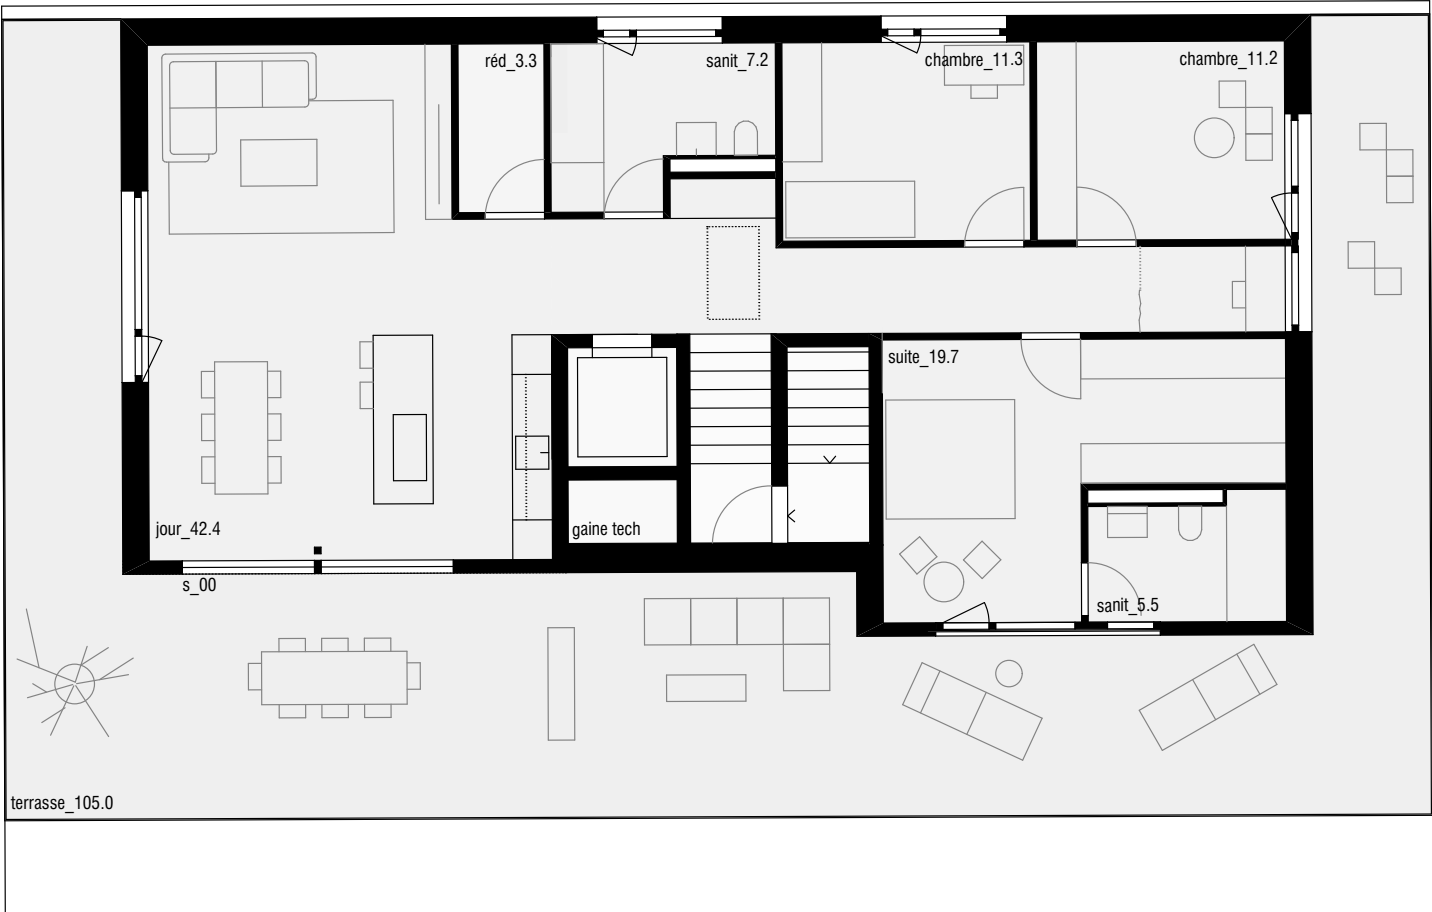 réd_3.3
sanit_7.2
chambre_11.3
chambre_11.2
suite_19.7
jour_42.4
gaine tech
s_00
sanit_5.5
terrasse_105.0